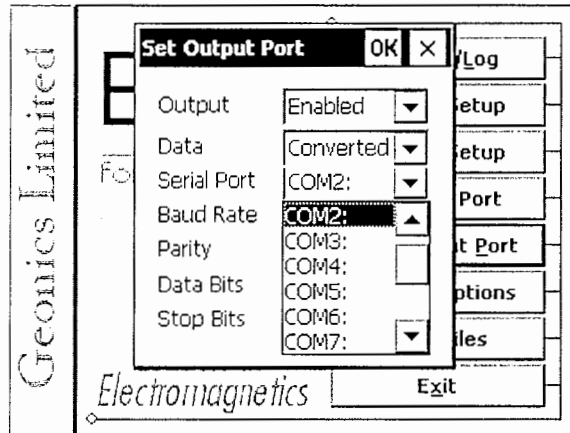 Geonics Limited
Set Output Port OK ×
Output Enabled
Data Converted
Serial Port COM2:
Baud Rate
Parity
Data Bits
Stop Bits
COM2:
COM3:
COM4:
COM5:
COM6:
COM7:
Log
Setup
Setup
Port
Port
ptions
iles
Exit
Electromagnetics